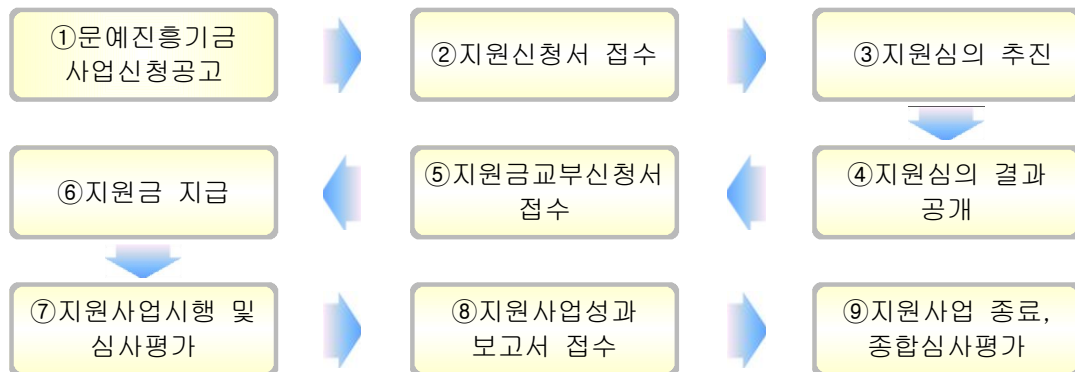 ①문예진흥기금
사업신청공고
②지원신청서 접수
③지원심의 추진
④지원심의 결과
공개
⑤지원금교부신청서
접수
⑥지원금 지급
⑦지원사업시행 및
심사평가
⑧지원사업성과
보고서 접수
⑨지원사업 종료,
종합심사평가